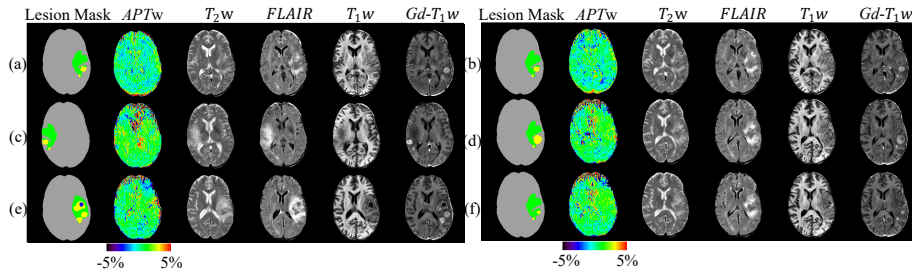 Lesion Mask APTw T₂w FLAIR T₁w Gd-T₁w
Lesion Mask APTw T₂w FLAIR T₁w Gd-T₁w
(a)
(b)
(c)
(d)
(e)
(f)
-5% 5%
-5% 5%